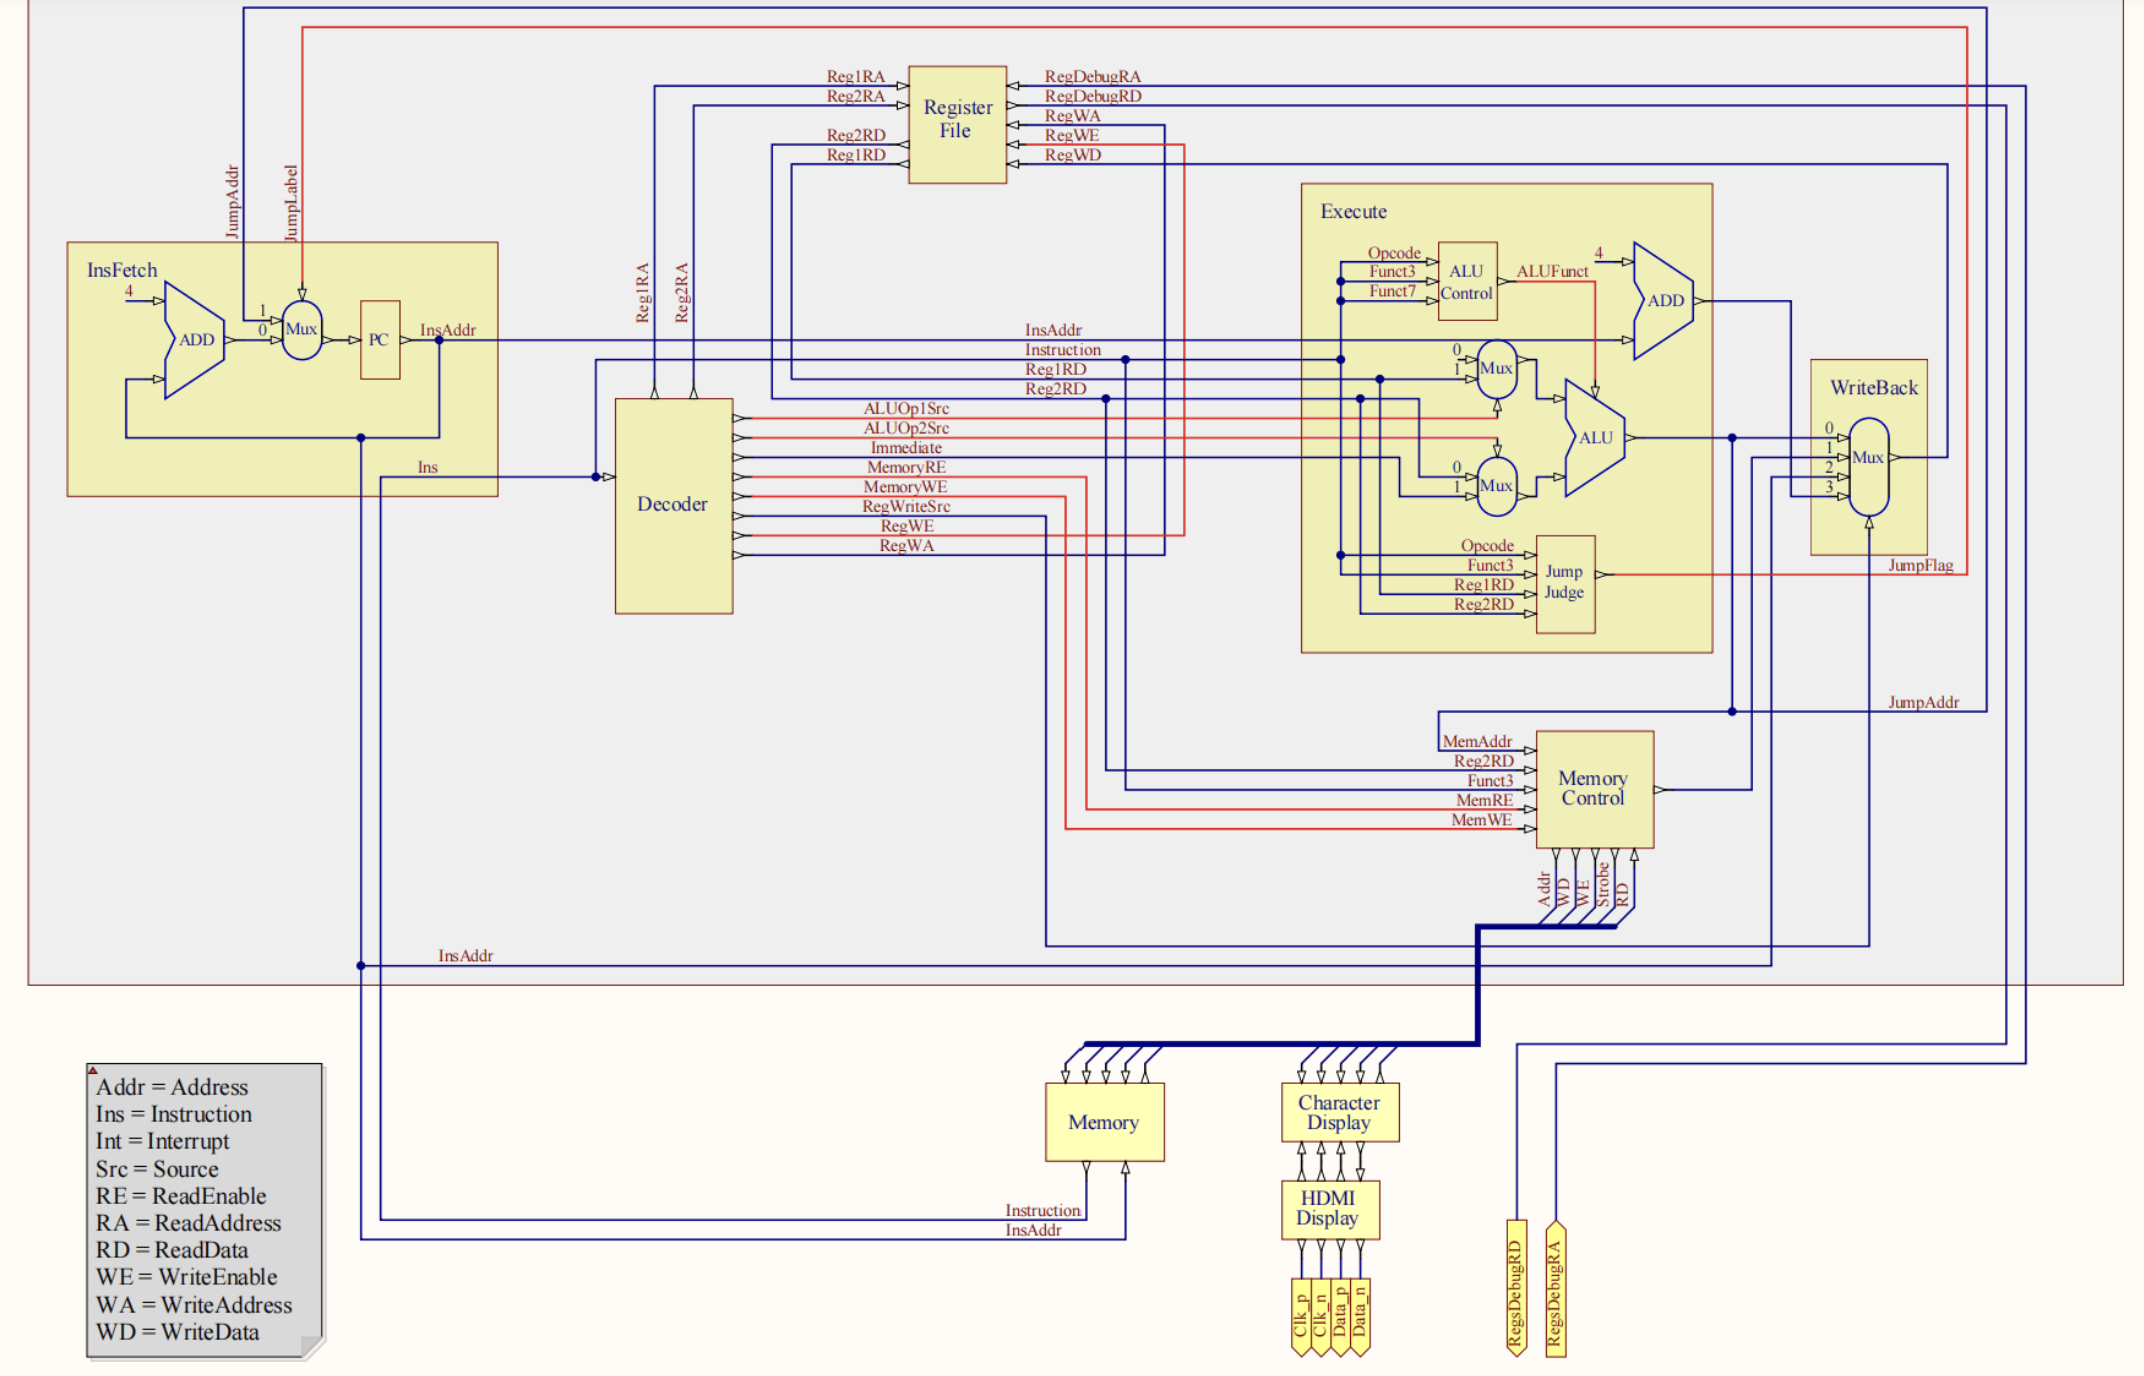 Reg1RA
Reg2RA
Reg2RD
Reg1RD
Register
File
RegDebugRA
RegDebugRD
RegWA
RegWE
RegWD
JumpAddr
JumpLabel
InsFetch
4
ADD
1
0
Mux
PC
InsAddr
Ins
Reg1RA
Reg2RA
Decoder
ALUOp1Src
ALUOp2Src
Immediate
MemoryRE
MemoryWE
RegWriteSrc
RegWE
RegWA
InsAddr
Instruction
Reg1RD
Reg2RD
Execute
Opcode
Funct3
Funct7
ALU
Control
ALUFunct
4
ADD
0
1
Mux
ALU
0
1
Mux
Opcode
Funct3
Reg1RD
Reg2RD
Jump
Judge
WriteBack
0
1
2
3
Mux
JumpFlag
JumpAddr
MemAddr
Reg2RD
Funct3
MemRE
MemWE
Memory
Control
Addr
WD
WE
Strobe
RD
InsAddr
Addr = Address
Ins = Instruction
Int = Interrupt
Src = Source
RE = ReadEnable
RA = ReadAddress
RD = ReadData
WE = WriteEnable
WA = WriteAddress
WD = WriteData
Memory
Instruction
InsAddr
Character
Display
HDMI
Display
Clk_p
Clk_n
Data_p
Data_n
RegsDebugRD
RegsDebugRA